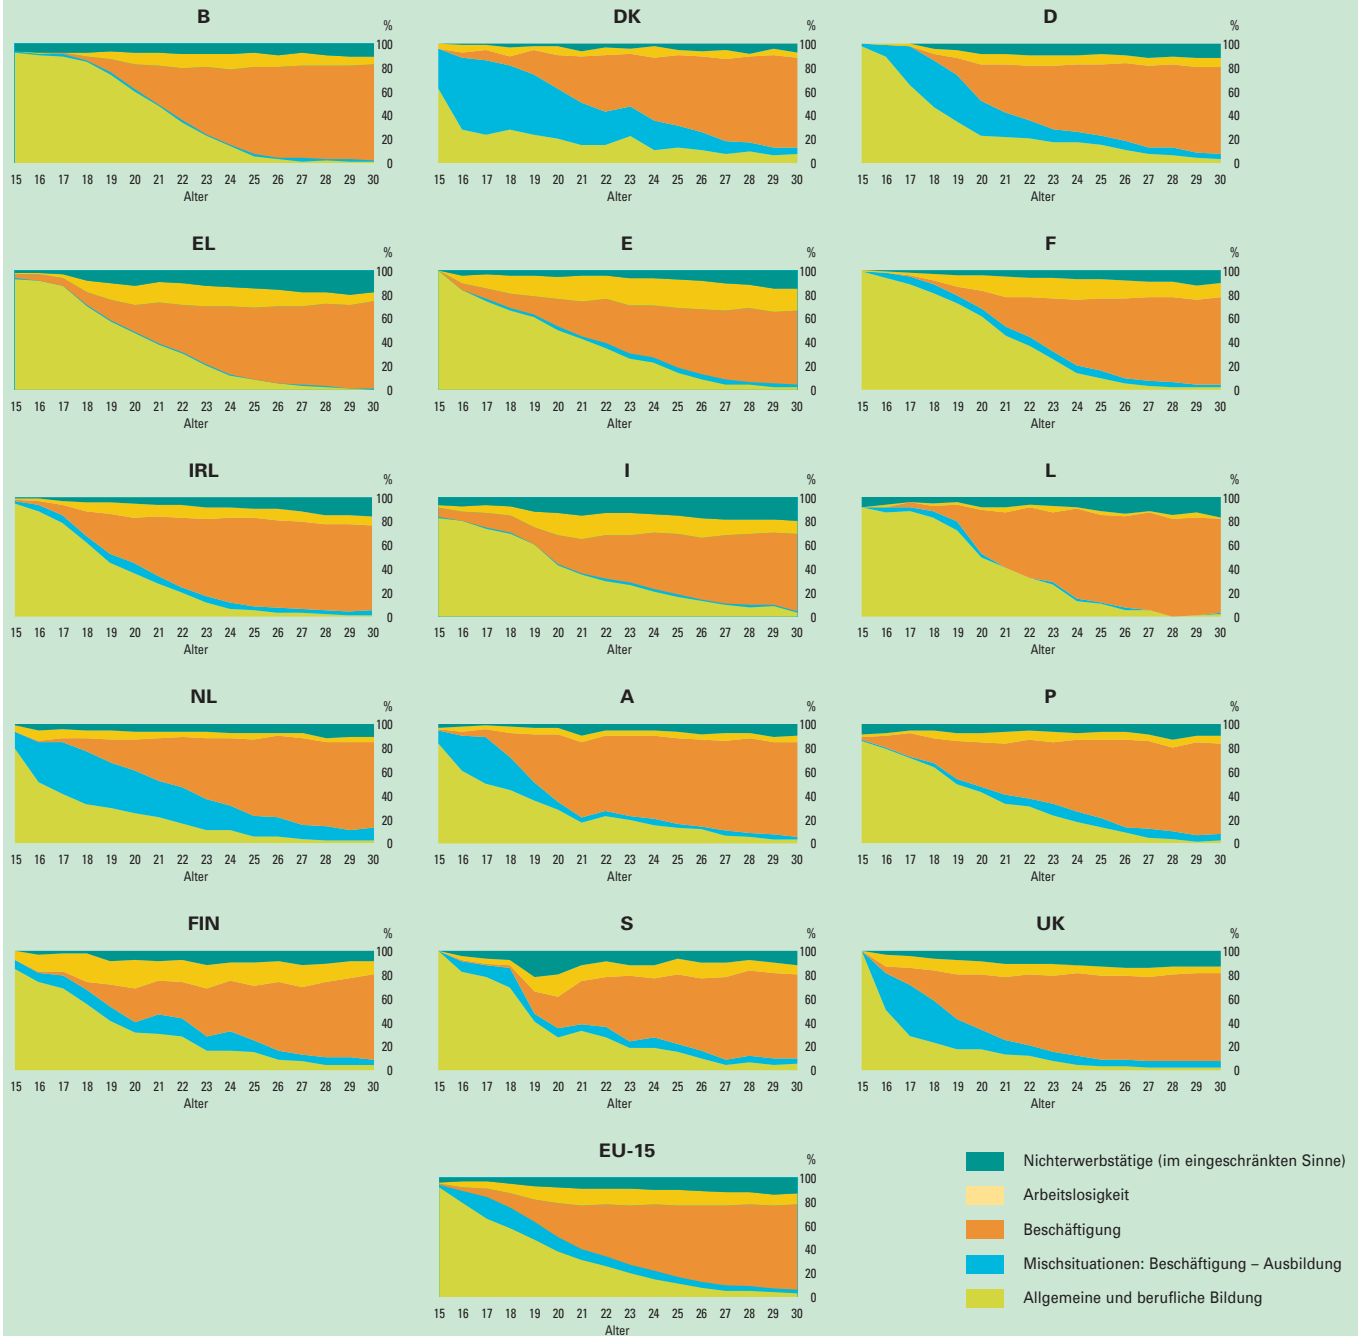 B
DK
D
%
%
%
100
80
60
40
20
0
100
80
60
40
20
0
100
80
60
40
20
0
15 16 17 18 19 20 21 22 23 24 25 26 27 28 29 30
15 16 17 18 19 20 21 22 23 24 25 26 27 28 29 30
15 16 17 18 19 20 21 22 23 24 25 26 27 28 29 30
Alter
Alter
Alter
EL
E
F
%
%
%
100
80
60
40
20
0
100
80
60
40
20
0
100
80
60
40
20
0
15 16 17 18 19 20 21 22 23 24 25 26 27 28 29 30
15 16 17 18 19 20 21 22 23 24 25 26 27 28 29 30
15 16 17 18 19 20 21 22 23 24 25 26 27 28 29 30
Alter
Alter
Alter
IRL
I
L
%
%
%
100
80
60
40
20
0
100
80
60
40
20
0
100
80
60
40
20
0
15 16 17 18 19 20 21 22 23 24 25 26 27 28 29 30
15 16 17 18 19 20 21 22 23 24 25 26 27 28 29 30
15 16 17 18 19 20 21 22 23 24 25 26 27 28 29 30
Alter
Alter
Alter
NL
A
P
%
%
%
100
80
60
40
20
0
100
80
60
40
20
0
100
80
60
40
20
0
15 16 17 18 19 20 21 22 23 24 25 26 27 28 29 30
15 16 17 18 19 20 21 22 23 24 25 26 27 28 29 30
15 16 17 18 19 20 21 22 23 24 25 26 27 28 29 30
Alter
Alter
Alter
FIN
S
UK
%
%
%
100
80
60
40
20
0
100
80
60
40
20
0
100
80
60
40
20
0
15 16 17 18 19 20 21 22 23 24 25 26 27 28 29 30
15 16 17 18 19 20 21 22 23 24 25 26 27 28 29 30
15 16 17 18 19 20 21 22 23 24 25 26 27 28 29 30
Alter
Alter
Alter
EU-15
%
100
80
60
40
20
0
15 16 17 18 19 20 21 22 23 24 25 26 27 28 29 30
Alter
Nichterwerbstätige (im eingeschränkten Sinne)
Arbeitslosigkeit
Beschäftigung
Mischsituationen: Beschäftigung – Ausbildung
Allgemeine und berufliche Bildung